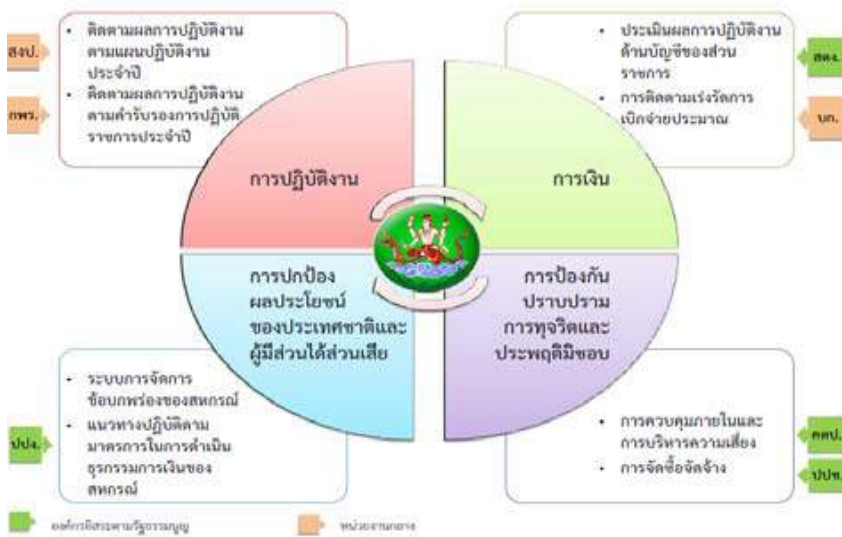 สงป.
กพร.
• ติดตามผลการปฏิบัติงาน
ตามแผนปฏิบัติงาน
ประจำปี
• ติดตามผลการปฏิบัติงาน
ตามคำรับรองการปฏิบัติ
ราชการประจำปี
• ประเมินผลการปฏิบัติงาน
ด้านบัญชีของส่วน
ราชการ
• การติดตามเร่งรัดการ
เบิกจ่ายประมาณ
สตง.
บก.
การปฏิบัติงาน
การเงิน
การปกป้อง
ผลประโยชน์
ของประเทศชาติและ
ผู้มีส่วนได้ส่วนเสีย
การป้องกัน
ปราบปราม
การทุจริตและ
ประพฤติมิชอบ
ปปง.
• ระบบการจัดการ
ข้อบกพร่องของสหกรณ์
• แนวทางปฏิบัติตาม
มาตรการในการดำเนิน
ธุรกรรมการเงินของ
สหกรณ์
• การควบคุมภายในและ
การบริหารความเสี่ยง
• การจัดซื้อจัดจ้าง
คตป.
ปปช.
องค์กรอิสระตามรัฐธรรมนูญ
หน่วยงานกลาง